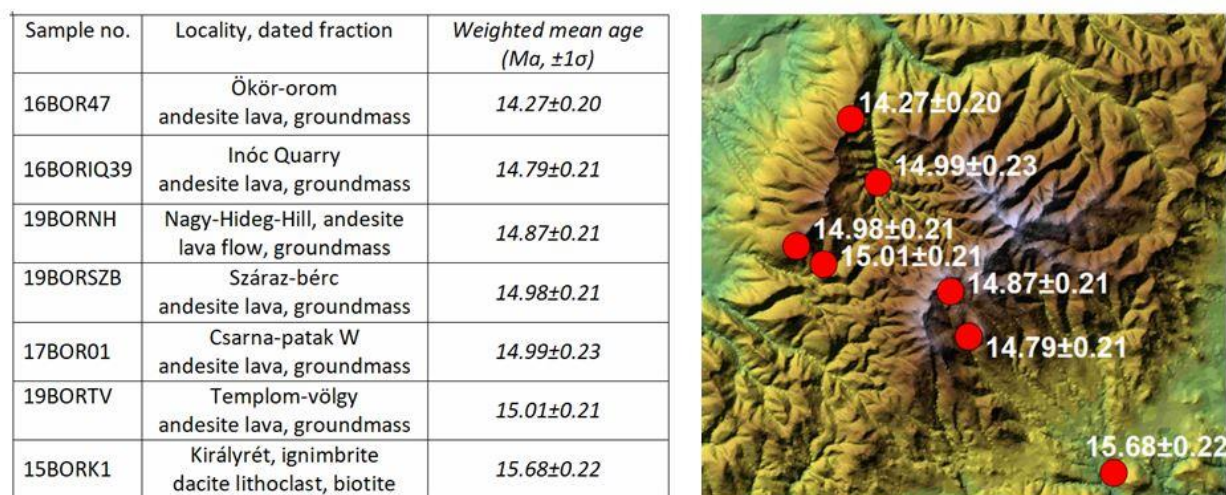 Sample no. Locality, dated fraction Weighted mean age
(Ma, ±1σ)
16BOR47 Ökör-orom
andesite lava, groundmass 14.27±0.20
16BORIQ39 Inóc Quarry
andesite lava, groundmass 14.79±0.21
19BORNH Nagy-Hideg-Hill, andesite
lava flow, groundmass 14.87±0.21
19BORSZB Száraz-bérc
andesite lava, groundmass 14.98±0.21
17BOR01 Csarna-patak W
andesite lava, groundmass 14.99±0.23
19BORTV Templom-völgy
andesite lava, groundmass 15.01±0.21
15BORK1 Királyrét, ignimbrite
dacite lithoclast, biotite 15.68±0.22
14.27±0.20
14.99±0.23
14.98±0.21
15.01±0.21
14.87±0.21
14.79±0.21
15.68±0.22